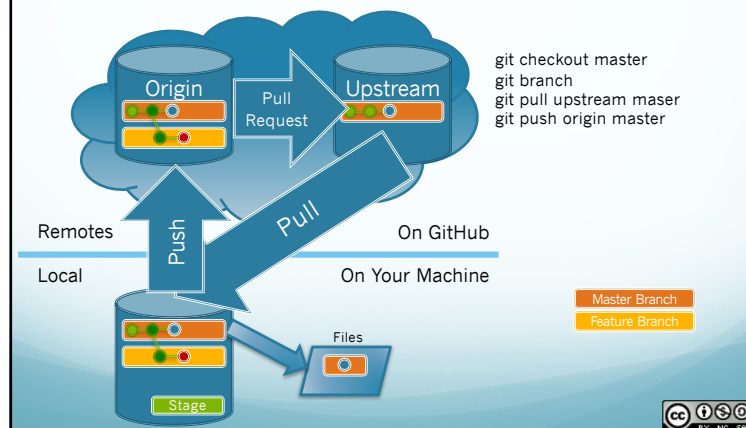 Origin
Pull
Request
Upstream
git checkout master
git branch
git pull upstream maser
git push origin master
Push
Pull
Remotes
On GitHub
Local
On Your Machine
Master Branch
Feature Branch
Files
Stage
cc